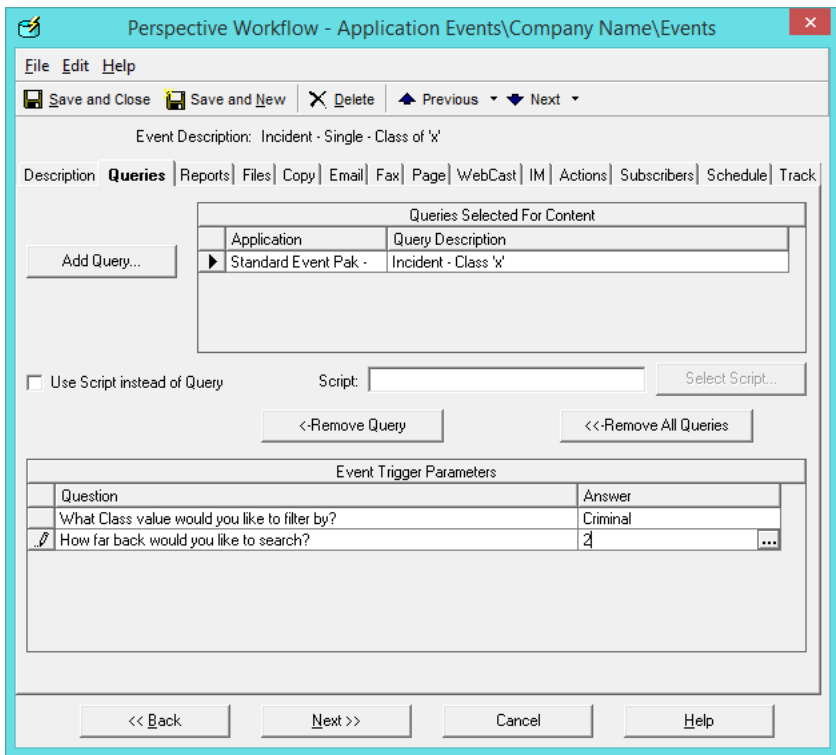 Perspective Workflow - Application Events\Company Name\Events
File Edit Help
Save and Close Save and New Delete Previous Next
Event Description: Incident - Single - Class of 'x'
Description Queries Reports Files Copy Email Fax Page WebCast IM Actions Subscribers Schedule Track
Queries Selected For Content
Application Query Description
Add Query... Standard Event Pak - Incident - Class 'x'
Use Script instead of Query Script: Select Script...
<-Remove Query <<-Remove All Queries
Event Trigger Parameters
Question Answer
What Class value would you like to filter by? Criminal
How far back would you like to search? 2 ...
<< Back Next >> Cancel Help